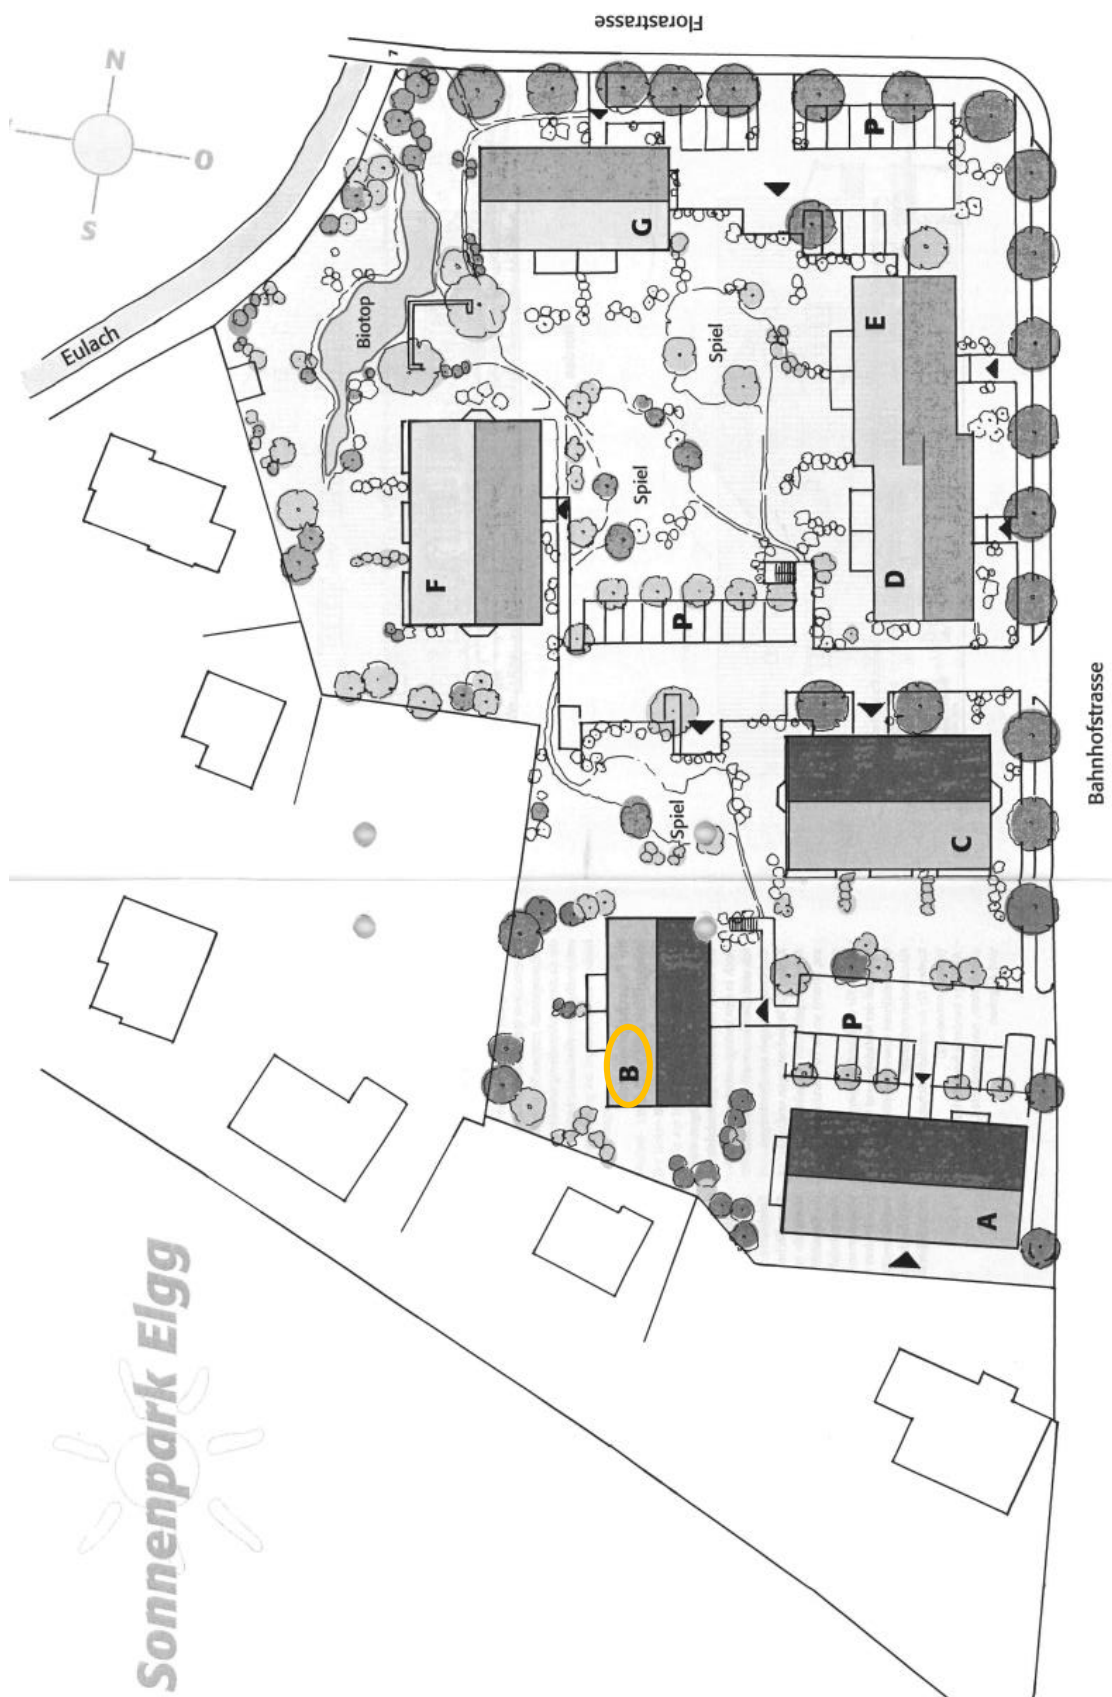 Florastrasse
N
O
S
Eulach
Biotop
G
P
E
Spiel
Spiel
F
P
D
Bahnhofstrasse
Spiel
C
B
P
A
Sonnenpark Elgg